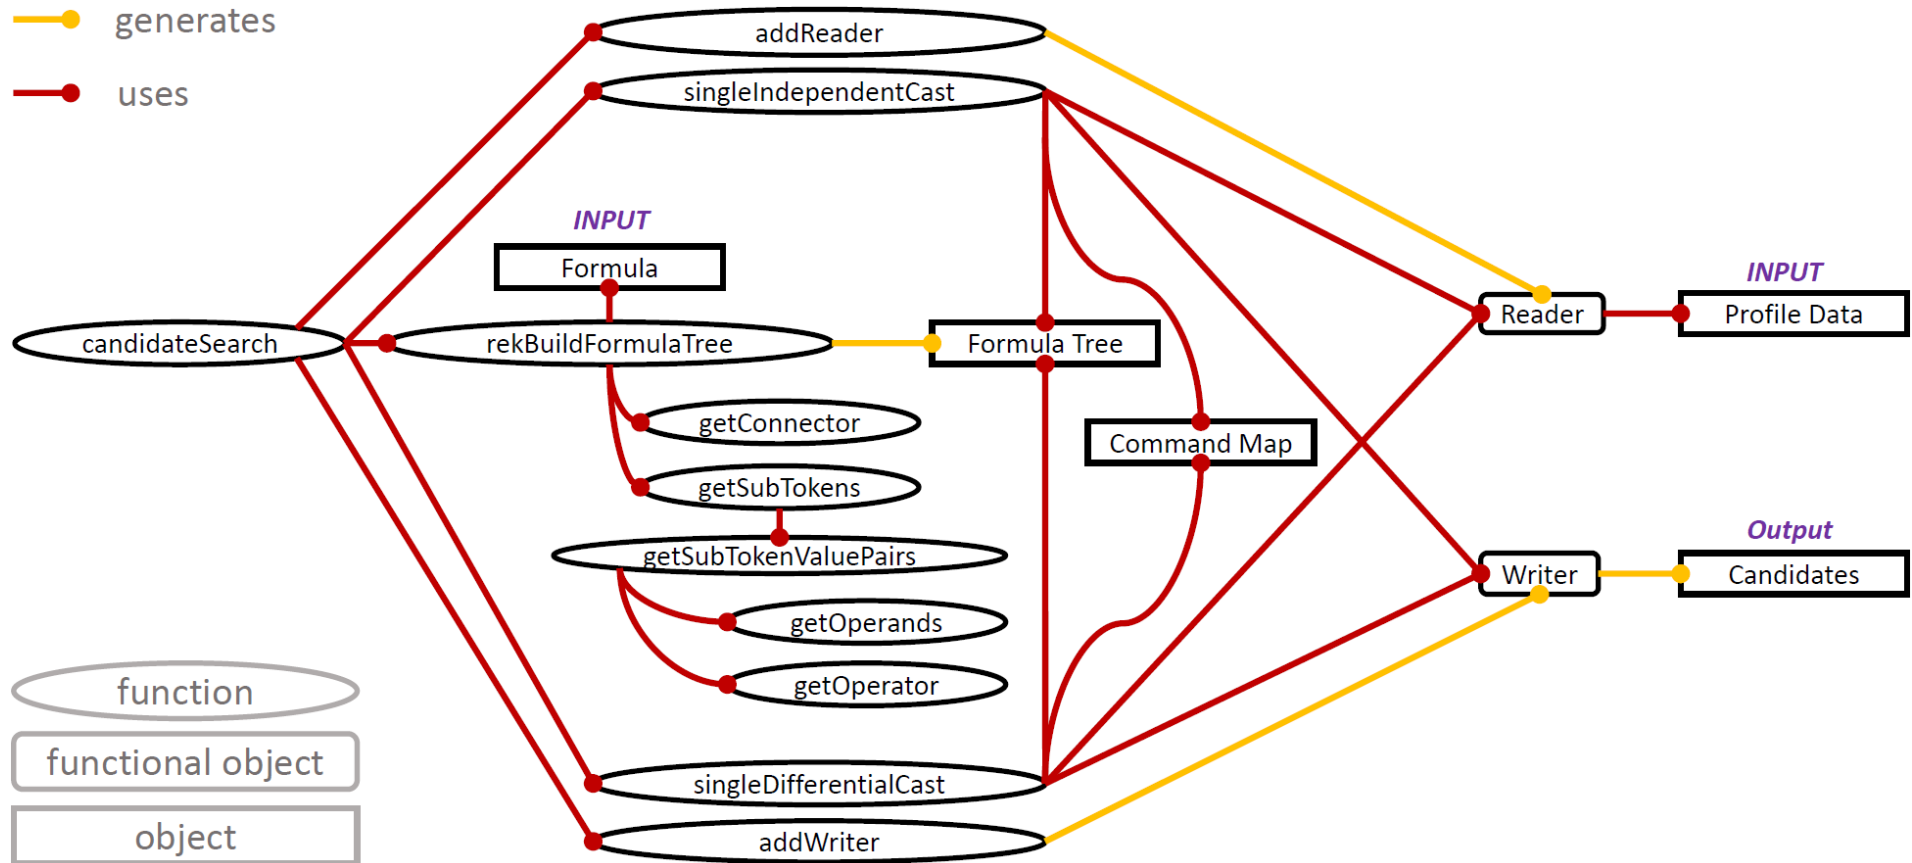 generates
uses
addReader
singleIndependentCast
INPUT
Formula
INPUT
Reader
Profile Data
candidateSearch
rekBuildFormulaTree
Formula Tree
getConnector
Command Map
getSubTokens
Output
getSubTokenValuePairs
Writer
Candidates
getOperands
getOperator
function
functional object
singleDifferentialCast
object
addWriter